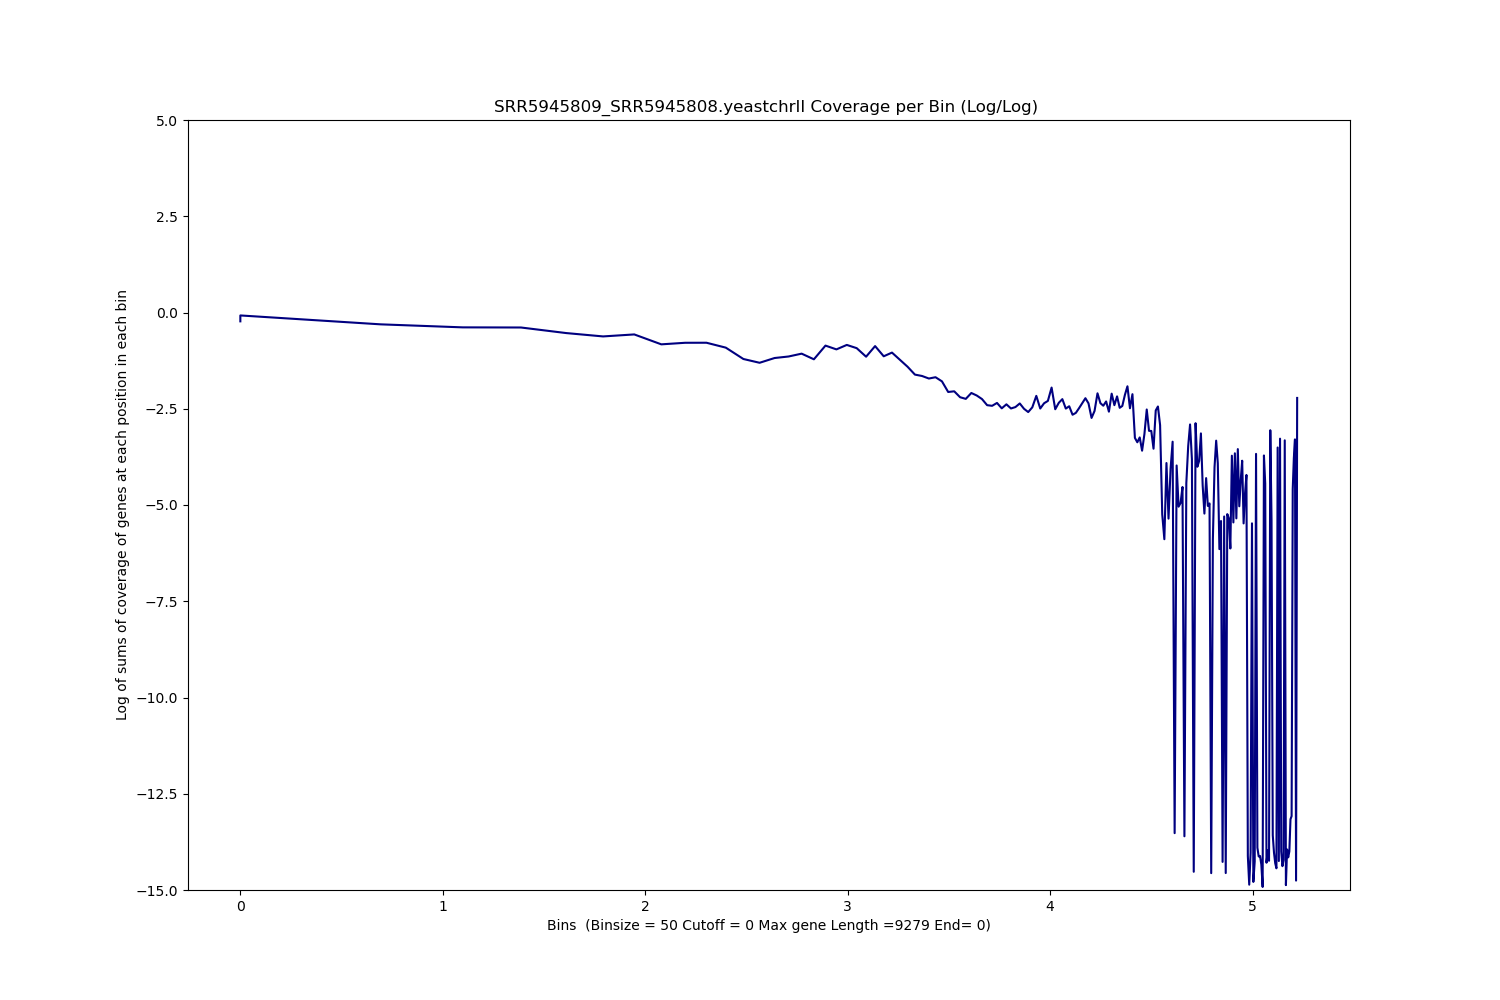 SRR5945809_SRR5945808.yeastchrII Coverage per Bin (Log/Log)
Log of sums of coverage of genes at each position in each bin
5.0
2.5
0.0
−2.5
−5.0
−7.5
−10.0
−12.5
−15.0
0 1 2 3 4 5
Bins  (Binsize = 50 Cutoff = 0 Max gene Length =9279 End= 0)